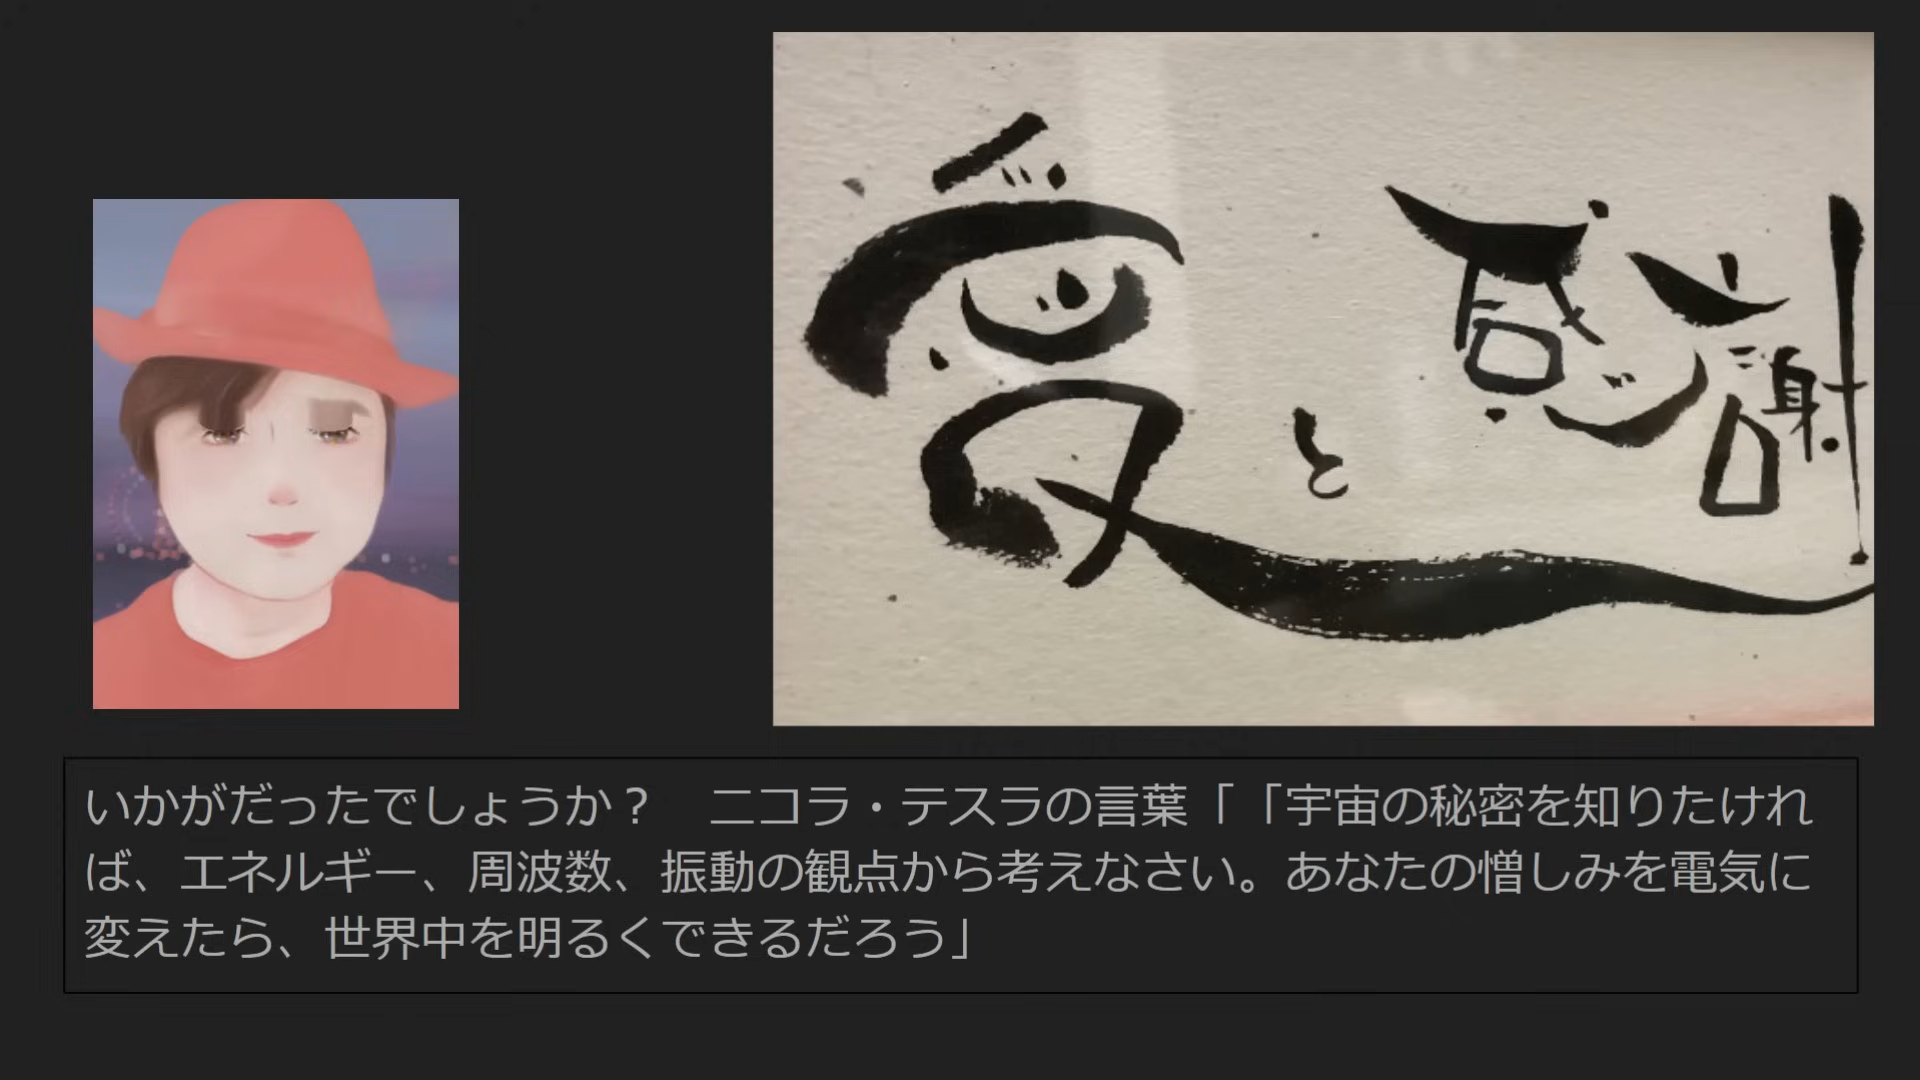 愛と感謝
いかがだったでしょうか？　ニコラ・テスラの言葉「「宇宙の秘密を知りたけれ
ば、エネルギー、周波数、振動の観点から考えなさい。あなたの憎しみを電気に
変えたら、世界中を明るくできるだろう」